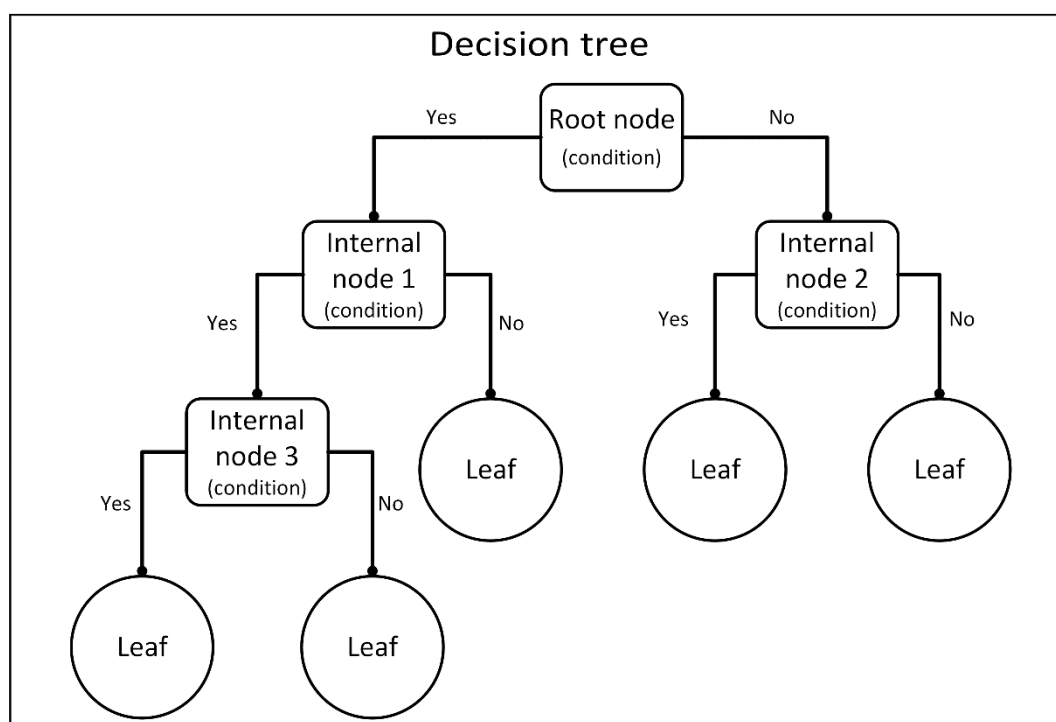 Decision tree
Yes
Root node
(condition)
No
Internal
node 1
(condition)
Internal
node 2
(condition)
Yes
No
Yes
No
Internal
node 3
(condition)
Leaf
Leaf
Leaf
Yes
No
Leaf
Leaf